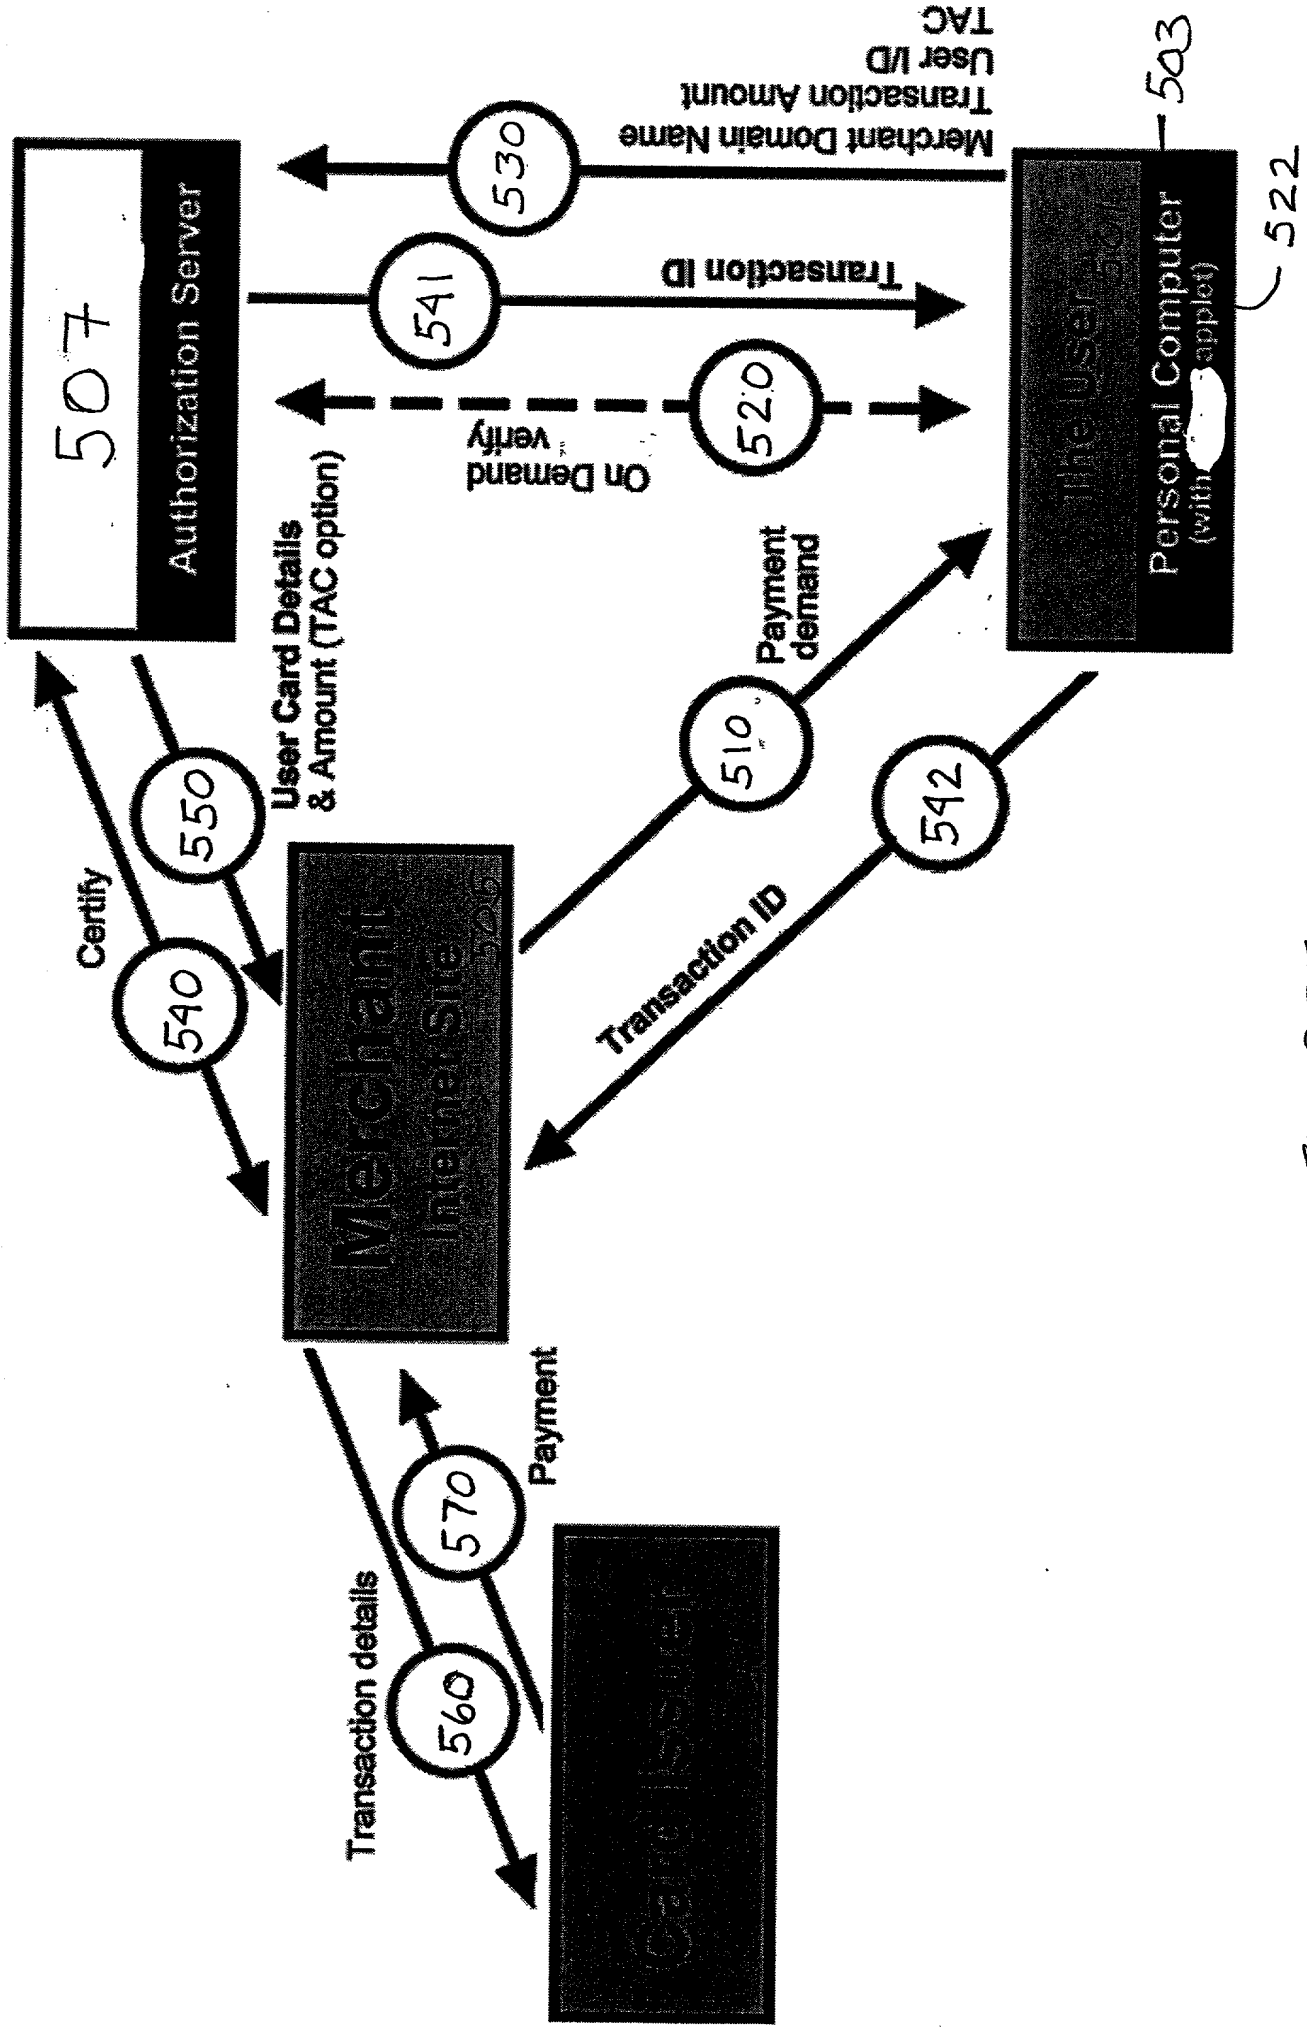 507
Authorization Server
530
541
520
Merchant Domain Name
Transaction Amount
User I/D
TAC
Transaction ID
On Demand
verify
Certify
540
550
User Card Details
& Amount (TAC option)
Merchant
Internet Site
505
510
Payment
demand
542
Transaction ID
The User 501
Personal Computer
(with applet)
503
522
Transaction details
560
570
Payment
Card Issuer